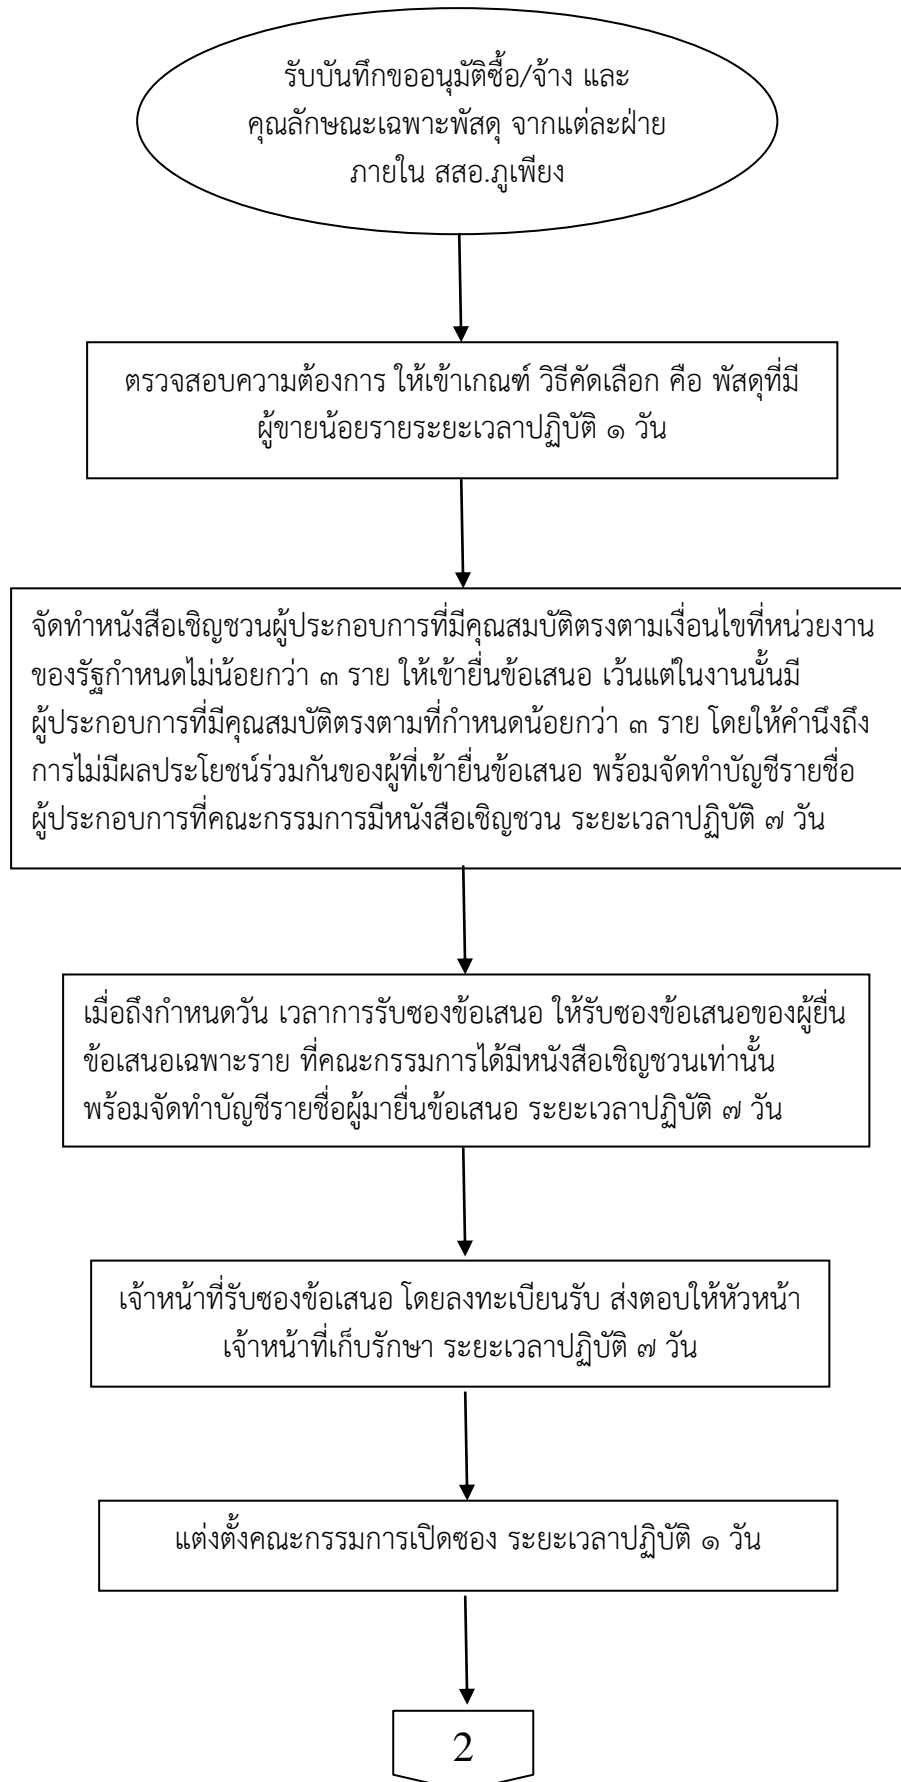 รับบันทึกขออนุมัติซื้อ/จ้าง และ
คุณลักษณะเฉพาะพัสดุ จากแต่ละฝ่าย
ภายใน สสอ.ภูเพียง
ตรวจสอบความต้องการ ให้เข้าเกณฑ์ วิธีคัดเลือก คือ พัสดุที่มี
ผู้ขายน้อยรายระยะเวลาปฏิบัติ ๑ วัน
จัดทำหนังสือเชิญชวนผู้ประกอบการที่มีคุณสมบัติตรงตามเงื่อนไขที่หน่วยงาน
ของรัฐกำหนดไม่น้อยกว่า ๓ ราย ให้เข้ายื่นข้อเสนอ เว้นแต่ในงานนั้นมี
ผู้ประกอบการที่มีคุณสมบัติตรงตามที่กำหนดน้อยกว่า ๓ ราย โดยให้คำนึงถึง
การไม่มีผลประโยชน์ร่วมกันของผู้ที่เข้ายื่นข้อเสนอ พร้อมจัดทำบัญชีรายชื่อ
ผู้ประกอบการที่คณะกรรมการมีหนังสือเชิญชวน ระยะเวลาปฏิบัติ ๗ วัน
เมื่อถึงกำหนดวัน เวลาการรับซองข้อเสนอ ให้รับซองข้อเสนอของผู้ยื่น
ข้อเสนอเฉพาะราย ที่คณะกรรมการได้มีหนังสือเชิญชวนเท่านั้น
พร้อมจัดทำบัญชีรายชื่อผู้มายื่นข้อเสนอ ระยะเวลาปฏิบัติ ๗ วัน
เจ้าหน้าที่รับซองข้อเสนอ โดยลงทะเบียนรับ ส่งตอบให้หัวหน้า
เจ้าหน้าที่เก็บรักษา ระยะเวลาปฏิบัติ ๗ วัน
แต่งตั้งคณะกรรมการเปิดซอง ระยะเวลาปฏิบัติ ๑ วัน
2